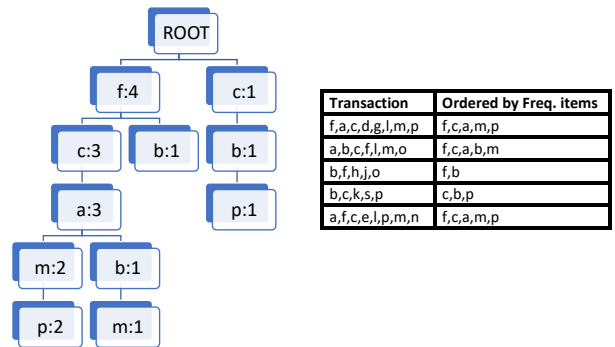 ROOT
f:4
c:1
c:3
b:1
b:1
a:3
p:1
m:2
b:1
p:2
m:1
Transaction Ordered by Freq. items
f,a,c,d,g,l,m,p f,c,a,m,p
a,b,c,f,l,m,o f,c,a,b,m
b,f,h,j,o f,b
b,c,k,s,p c,b,p
a,f,c,e,l,p,m,n f,c,a,m,p